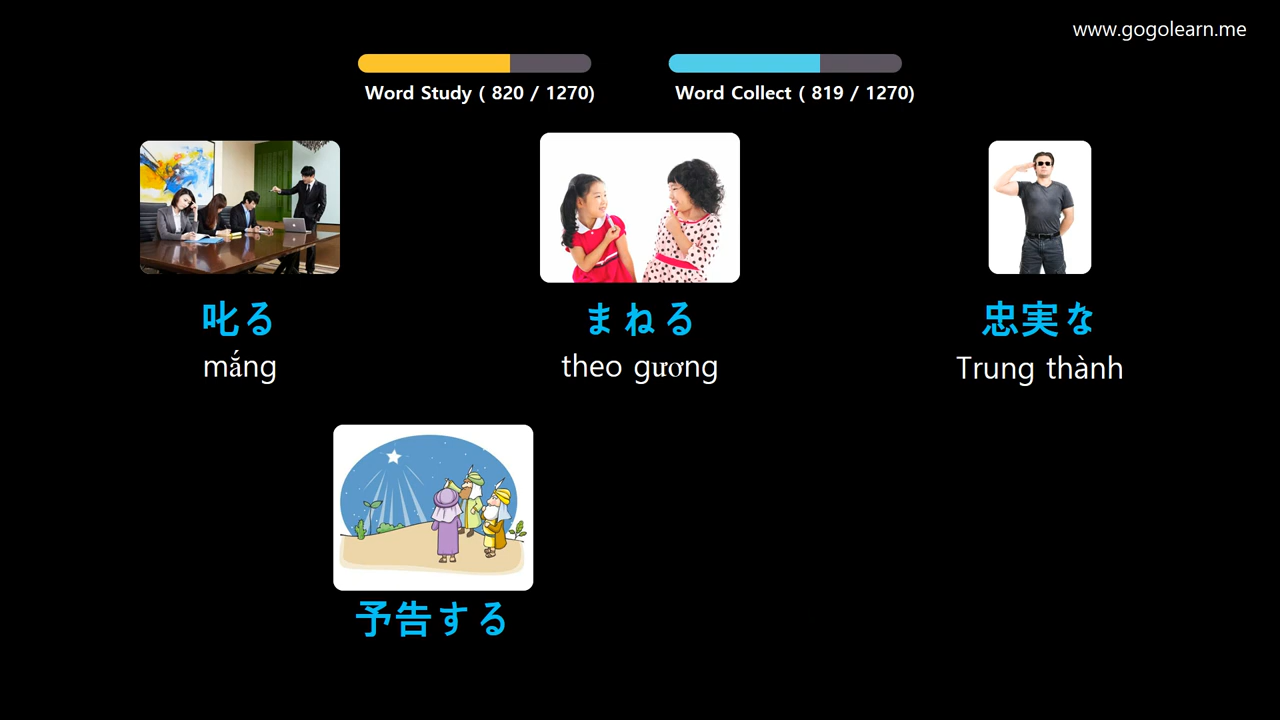 www.gogolearn.me
Word Study ( 820 / 1270)
Word Collect ( 819 / 1270)
叱る
まねる
忠実な
mắng
theo gương
Trung thành
予告する